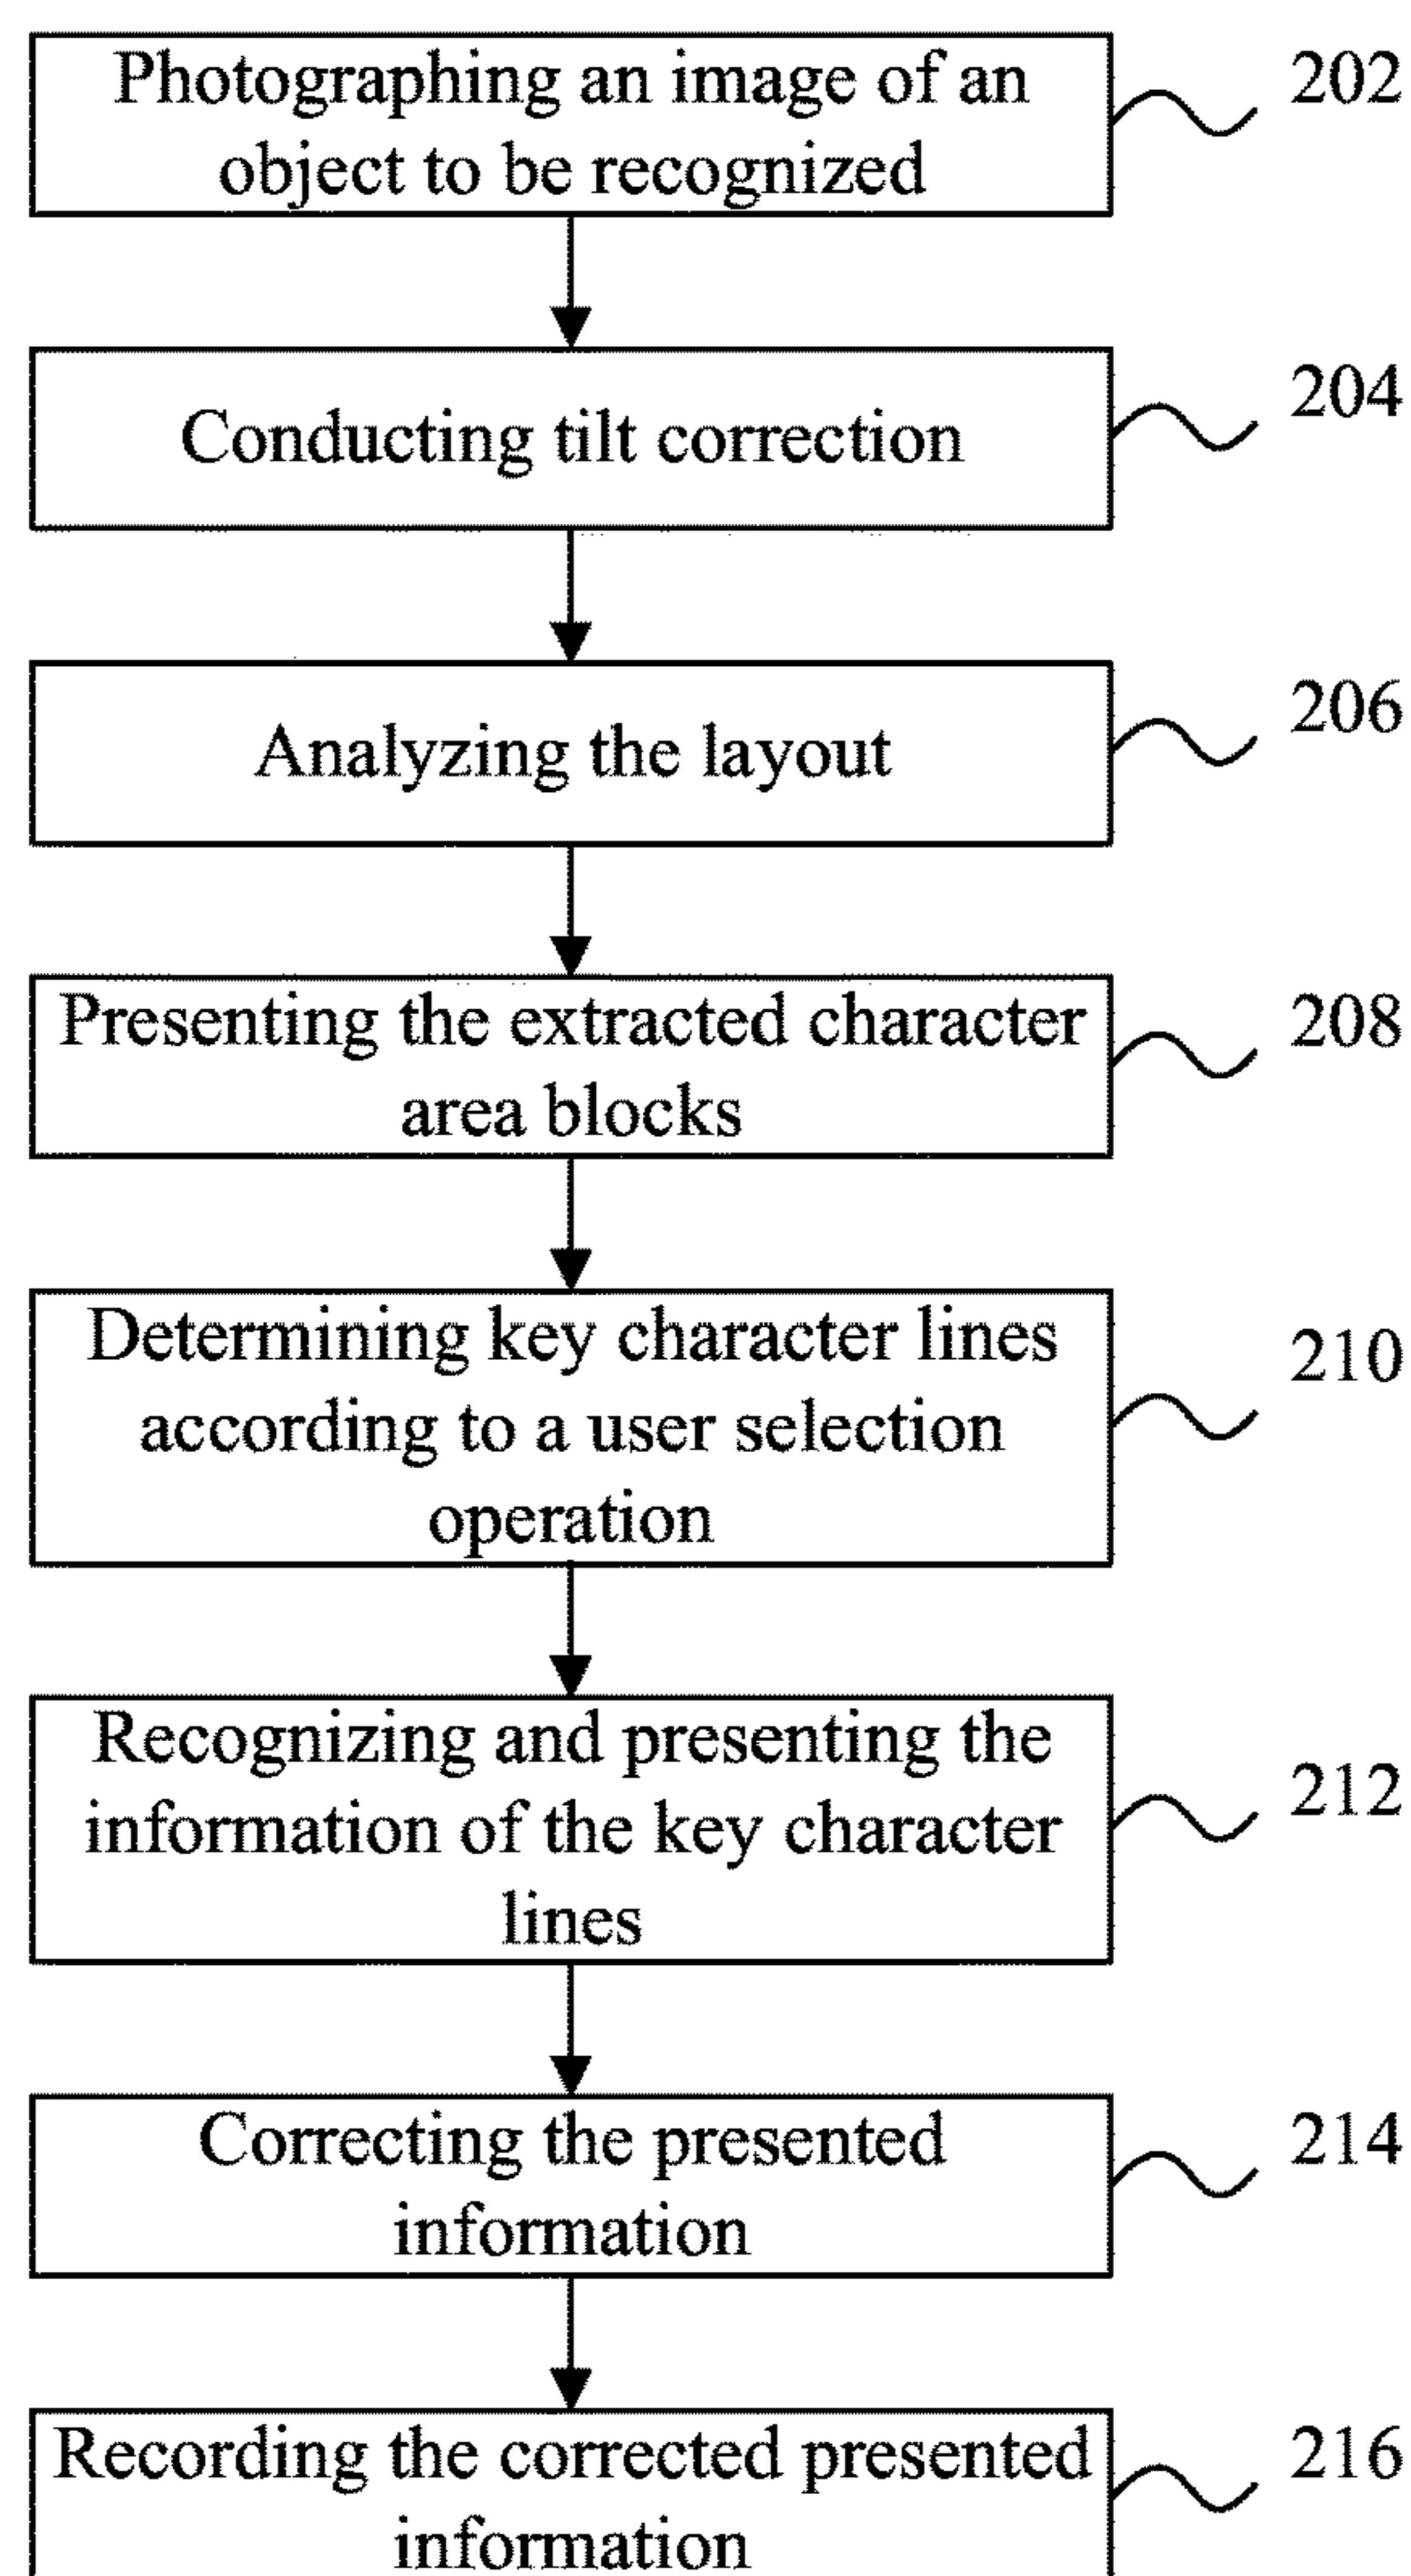 Photographing an image of an
object to be recognized
202
Conducting tilt correction
204
Analyzing the layout
206
Presenting the extracted character
area blocks
208
Determining key character lines
according to a user selection
operation
210
Recognizing and presenting the
information of the key character
lines
212
Correcting the presented
information
214
Recording the corrected presented
information
216